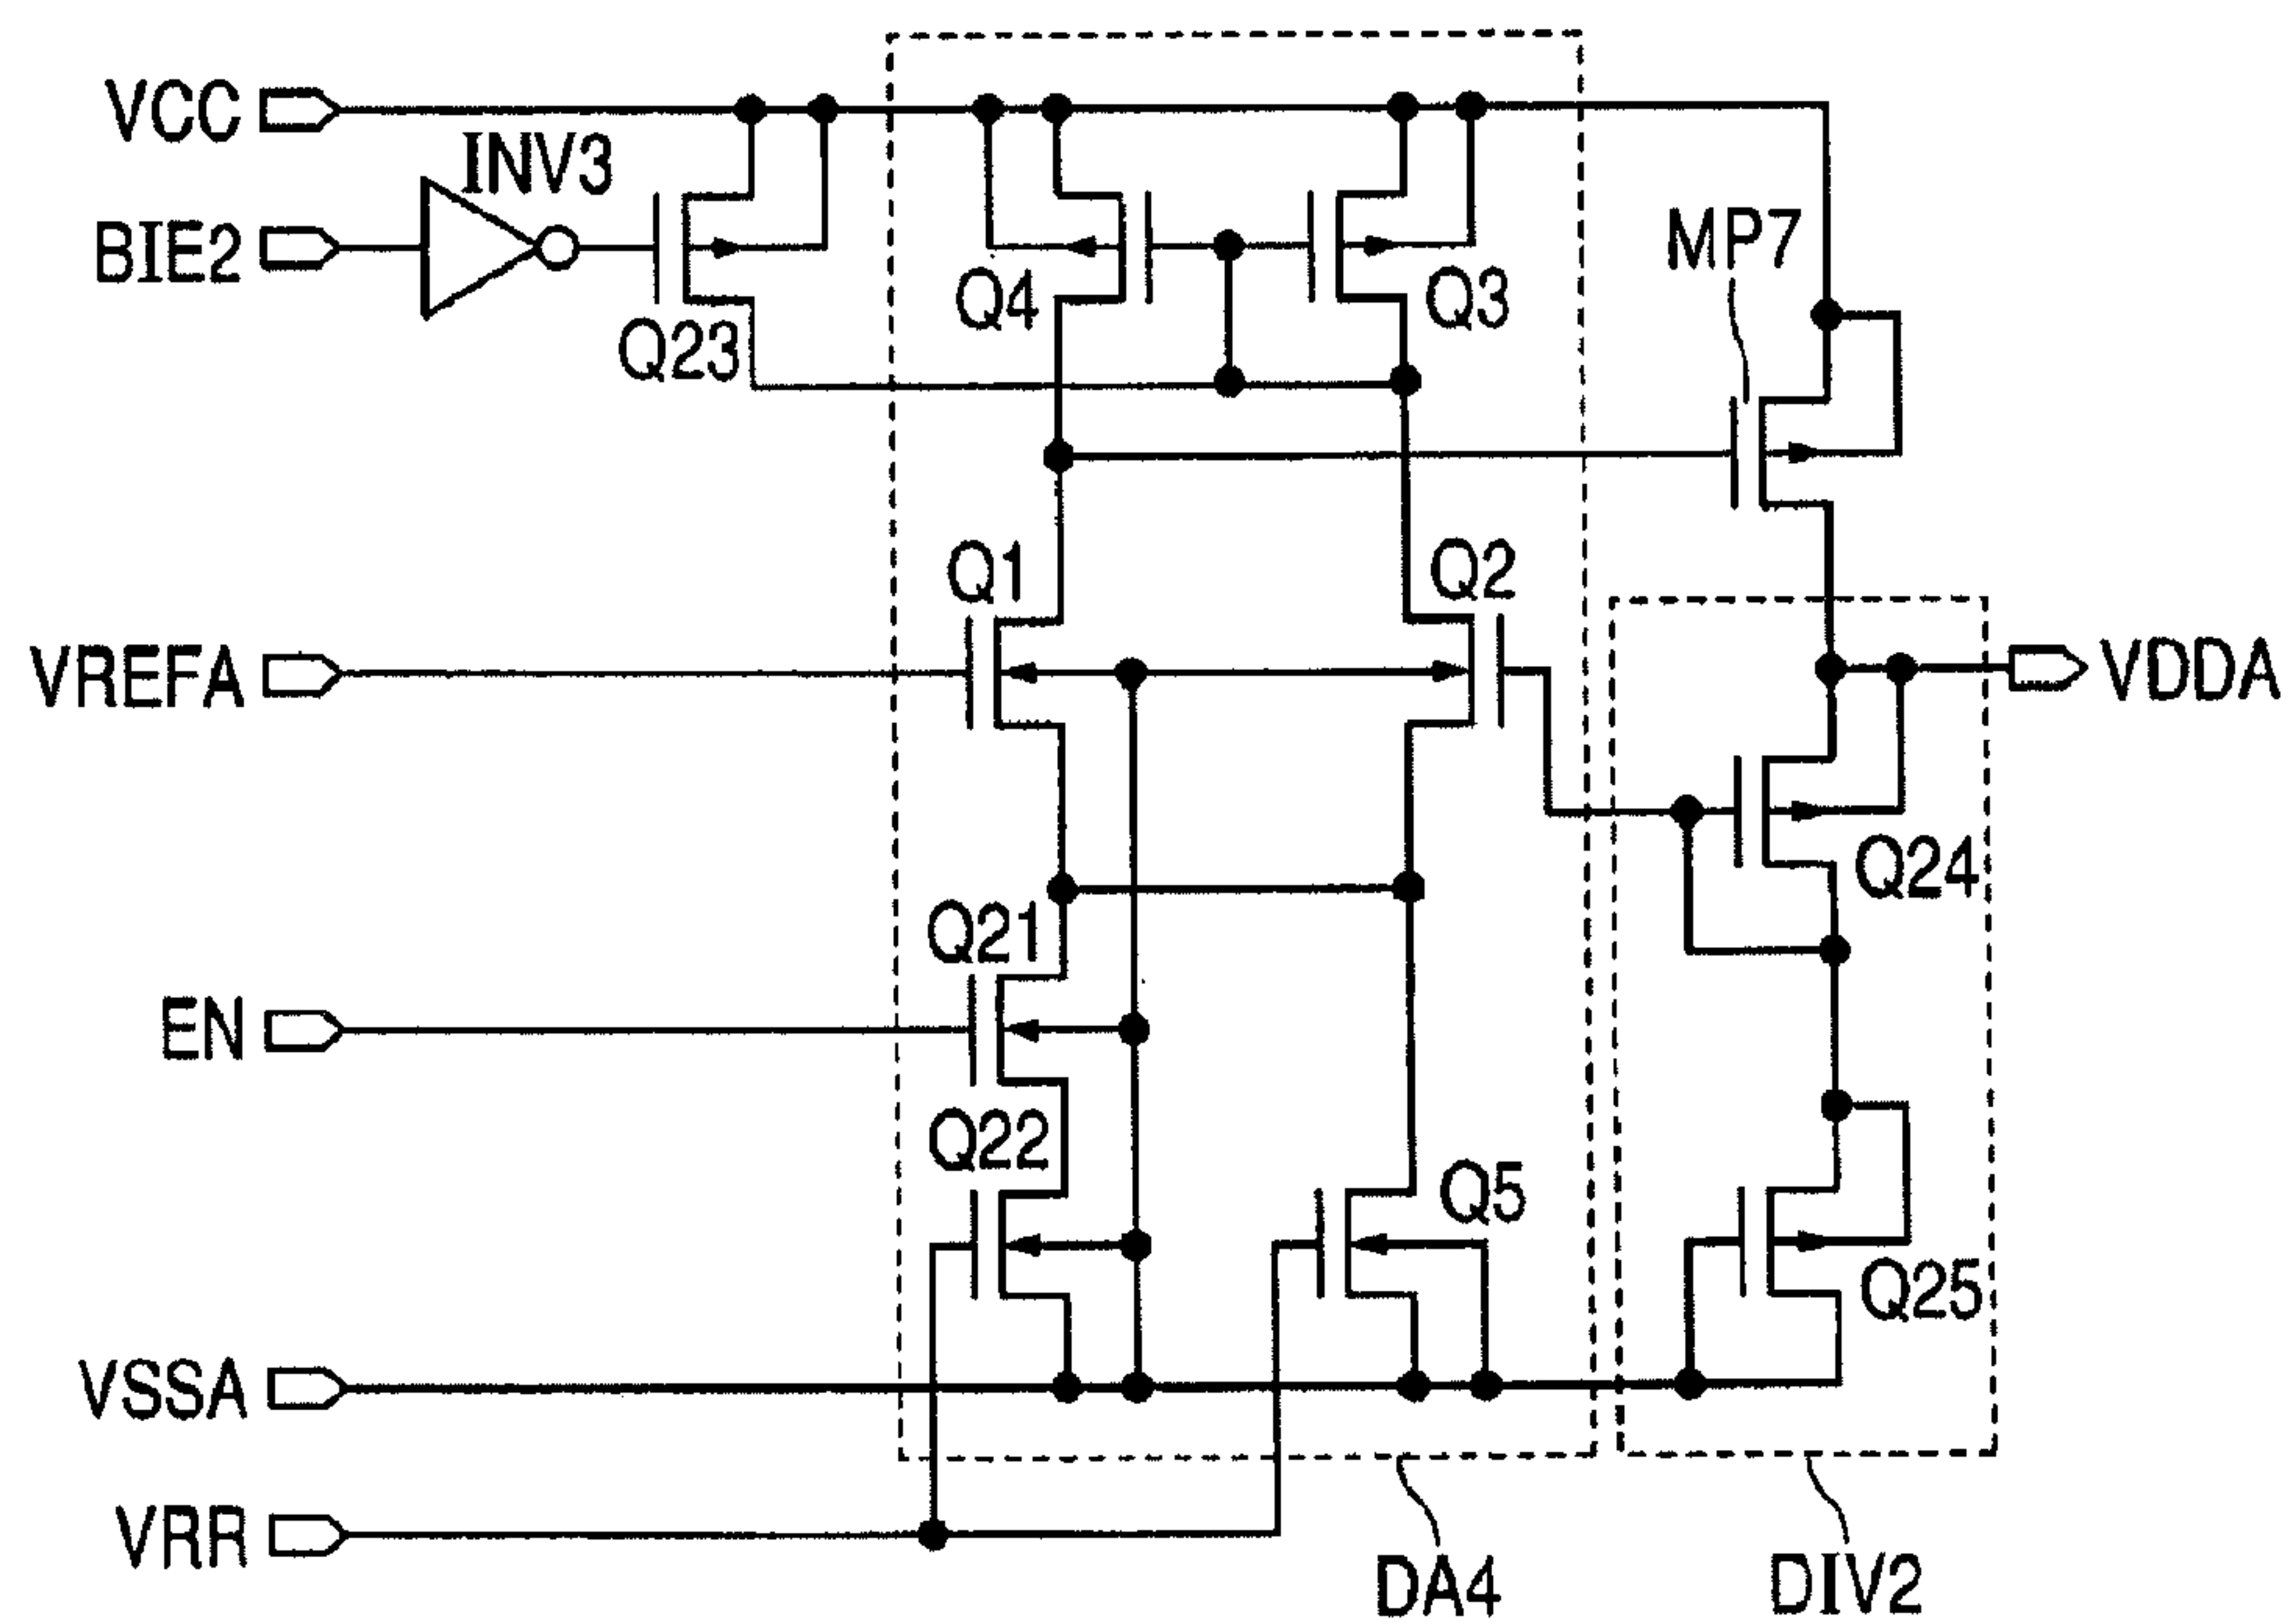 VCC
INV3
BIE2
Q23
Q4
Q3
MP7
Q1
Q2
VREFA
VDDA
Q24
Q21
EN
Q22
Q5
Q25
VSSA
VRR
DA4
DIV2